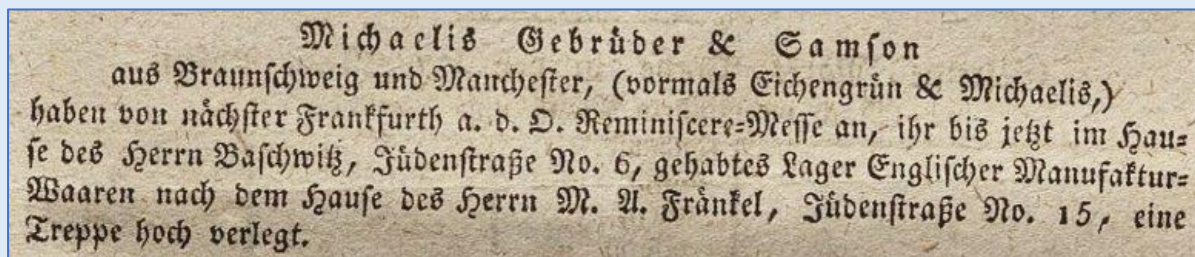 Michaelis Gebrüder & Samson
aus Braunschweig und Manchester, (vormals Eichengrün & Michaelis,)
haben von nächster Frankfurth a. d. O. Reminiscere-Messe an, ihr bis jetzt im Hau-
se des Herrn Baschwitz, Jüdenstraße No. 6, gehabtes Lager Englischer Manufaktur-
Waaren nach dem Hause des Herrn M. A. Fränkel, Jüdenstraße No. 15, eine
Treppe hoch verlegt.